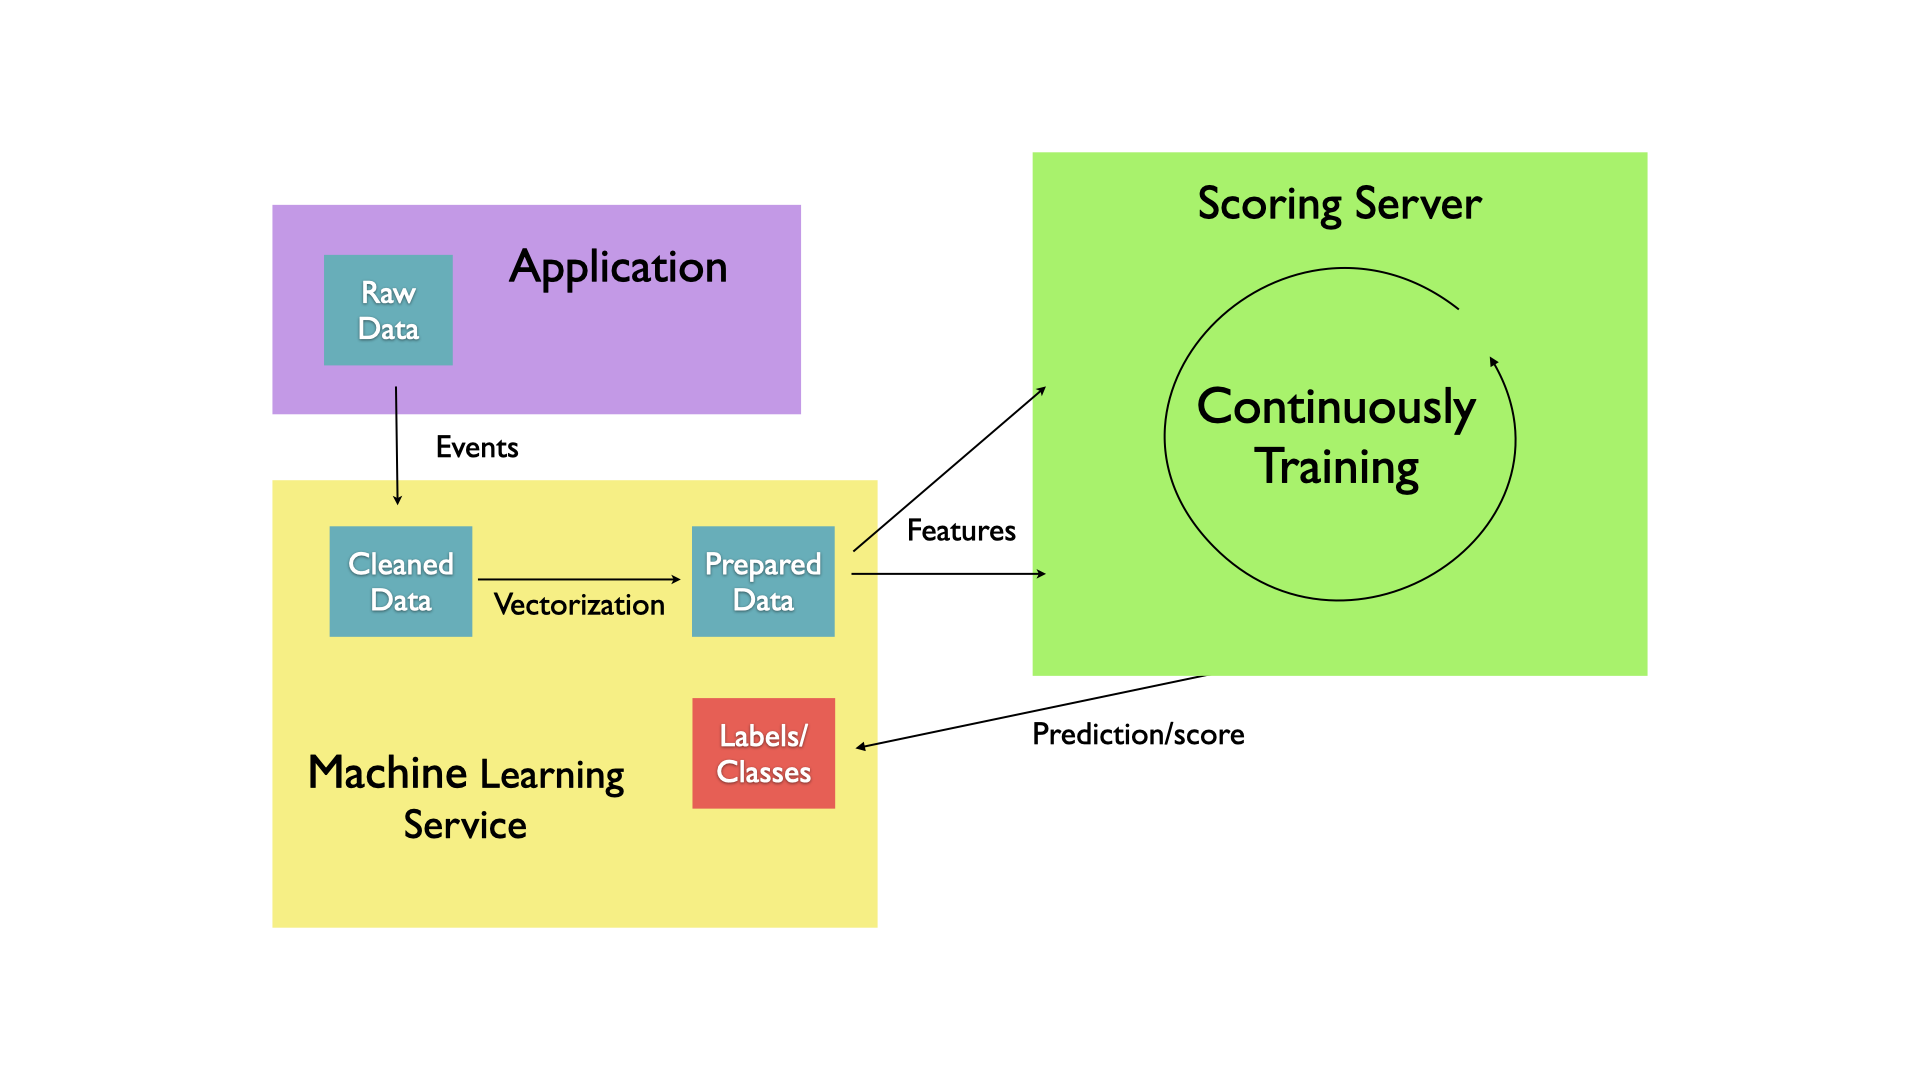 Scoring Server
Application
Raw
Data
Continuously
Training
Events
Features
Cleaned
Data
Vectorization
Prepared
Data
Labels/
Classes
Prediction/score
Machine Learning
Service